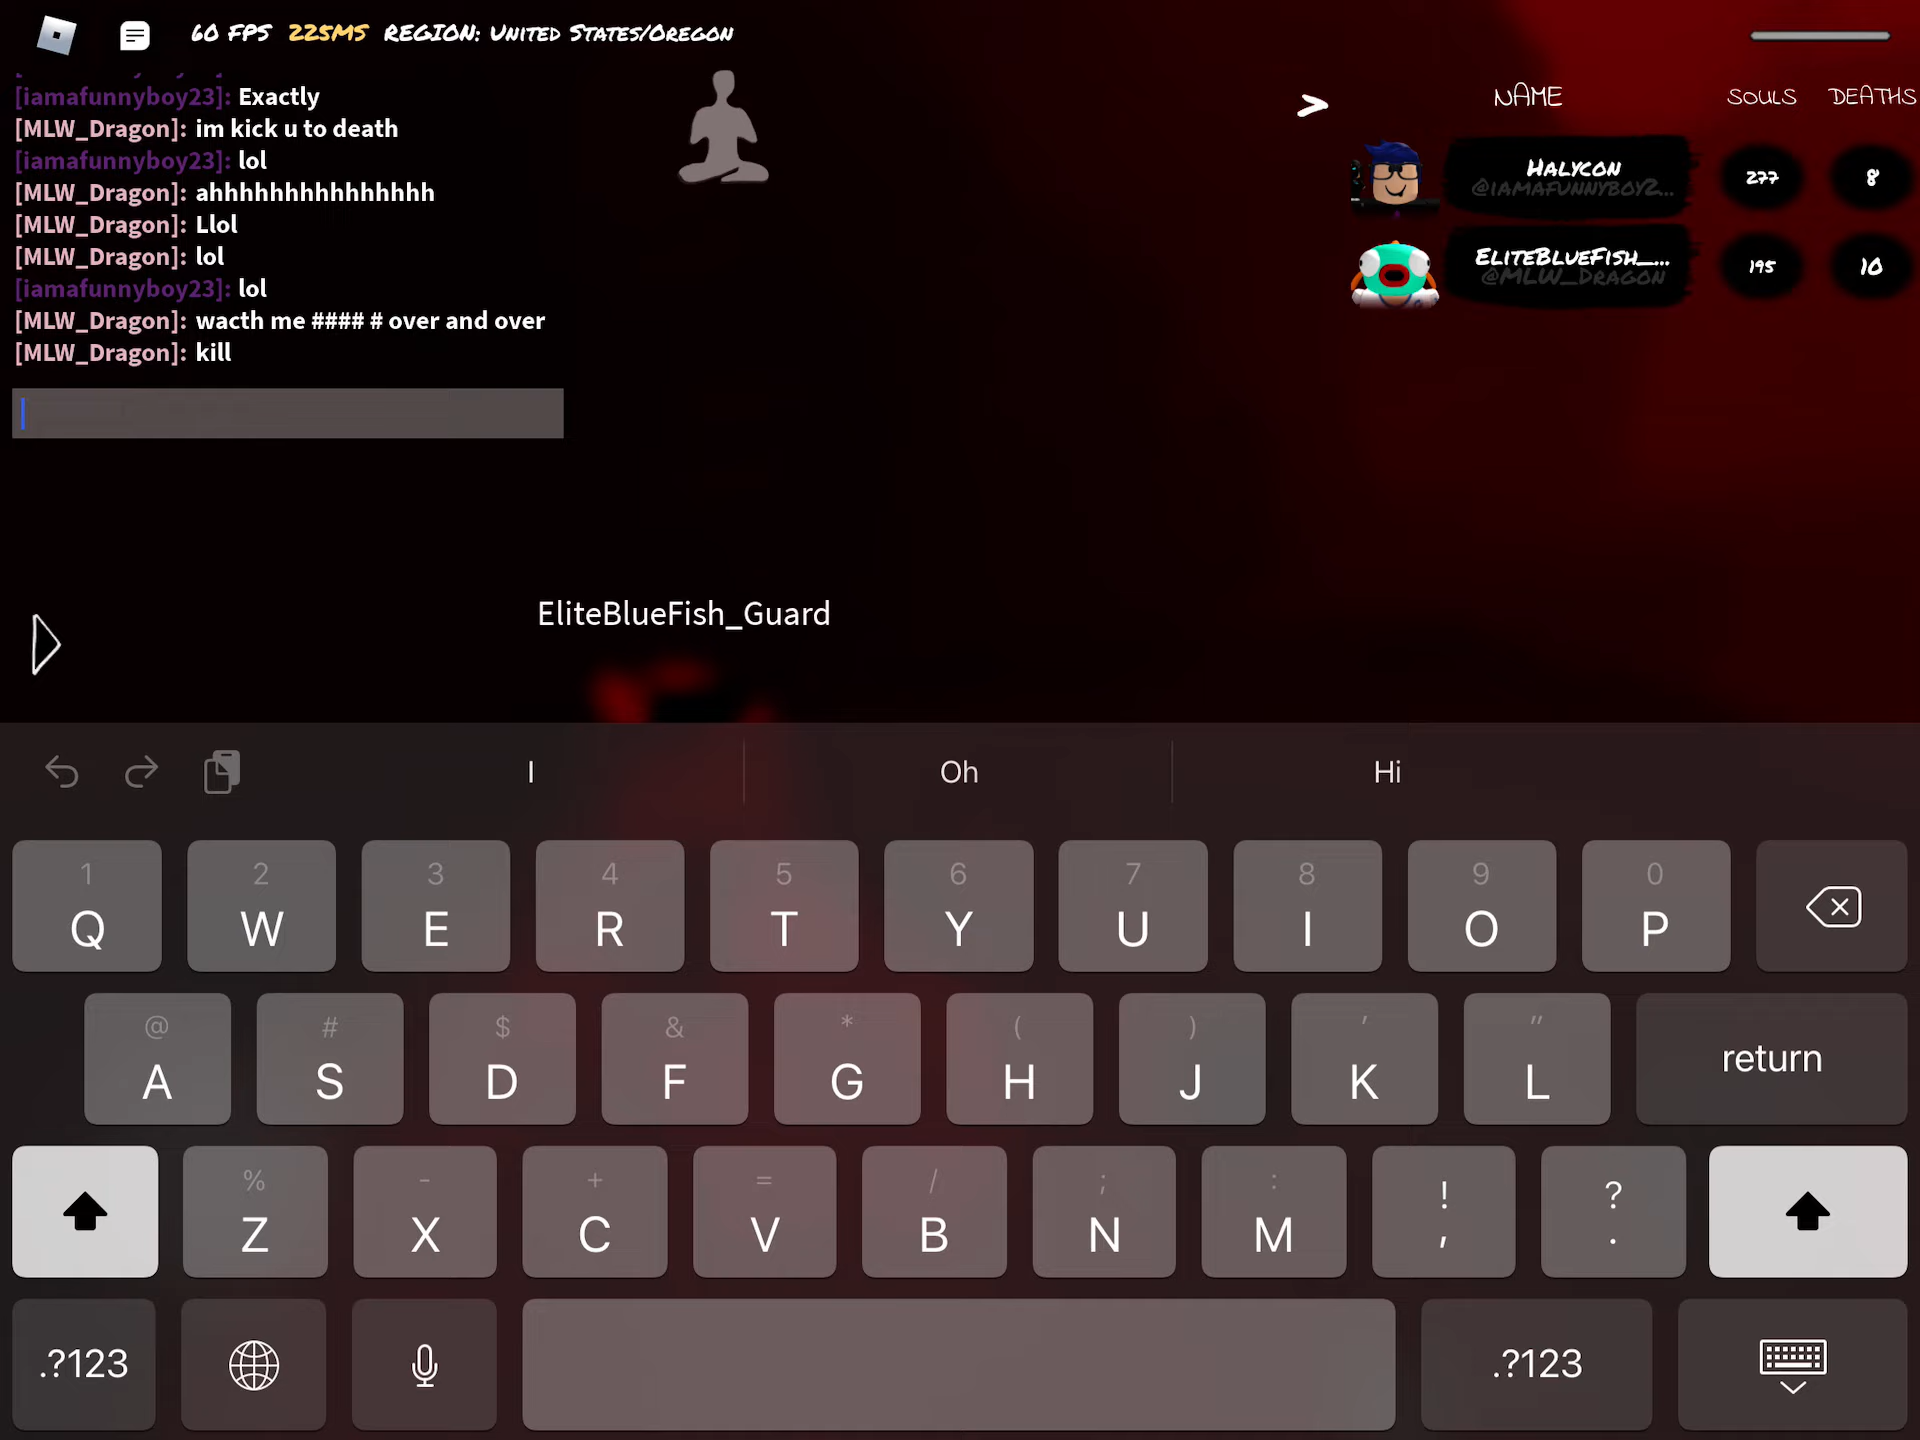 60 FPS 225MS REGION: UNITED STATES/OREGON
[iamafunnyboy23]: Exactly
[MLW_Dragon]: im kick u to death
[iamafunnyboy23]: lol
[MLW_Dragon]: ahhhhhhhhhhhhhhhh
[MLW_Dragon]: Llol
[MLW_Dragon]: lol
[iamafunnyboy23]: lol
[MLW_Dragon]: wacth me #### # over and over
[MLW_Dragon]: kill
> NAME SOULS DEATHS
HALYCON 277 8
@IAMAFUNNYBOY2...
ELITEBLUEFISH_... 195 10
@MLW_DRAGON
EliteBlueFish_Guard
I Oh Hi
1 2 3 4 5 6 7 8 9 0
Q W E R T Y U I O P
@ # $ & * ( ) ' "
A S D F G H J K L return
% - + = / ; : ! ?
Z X C V B N M , .
.?123 .?123